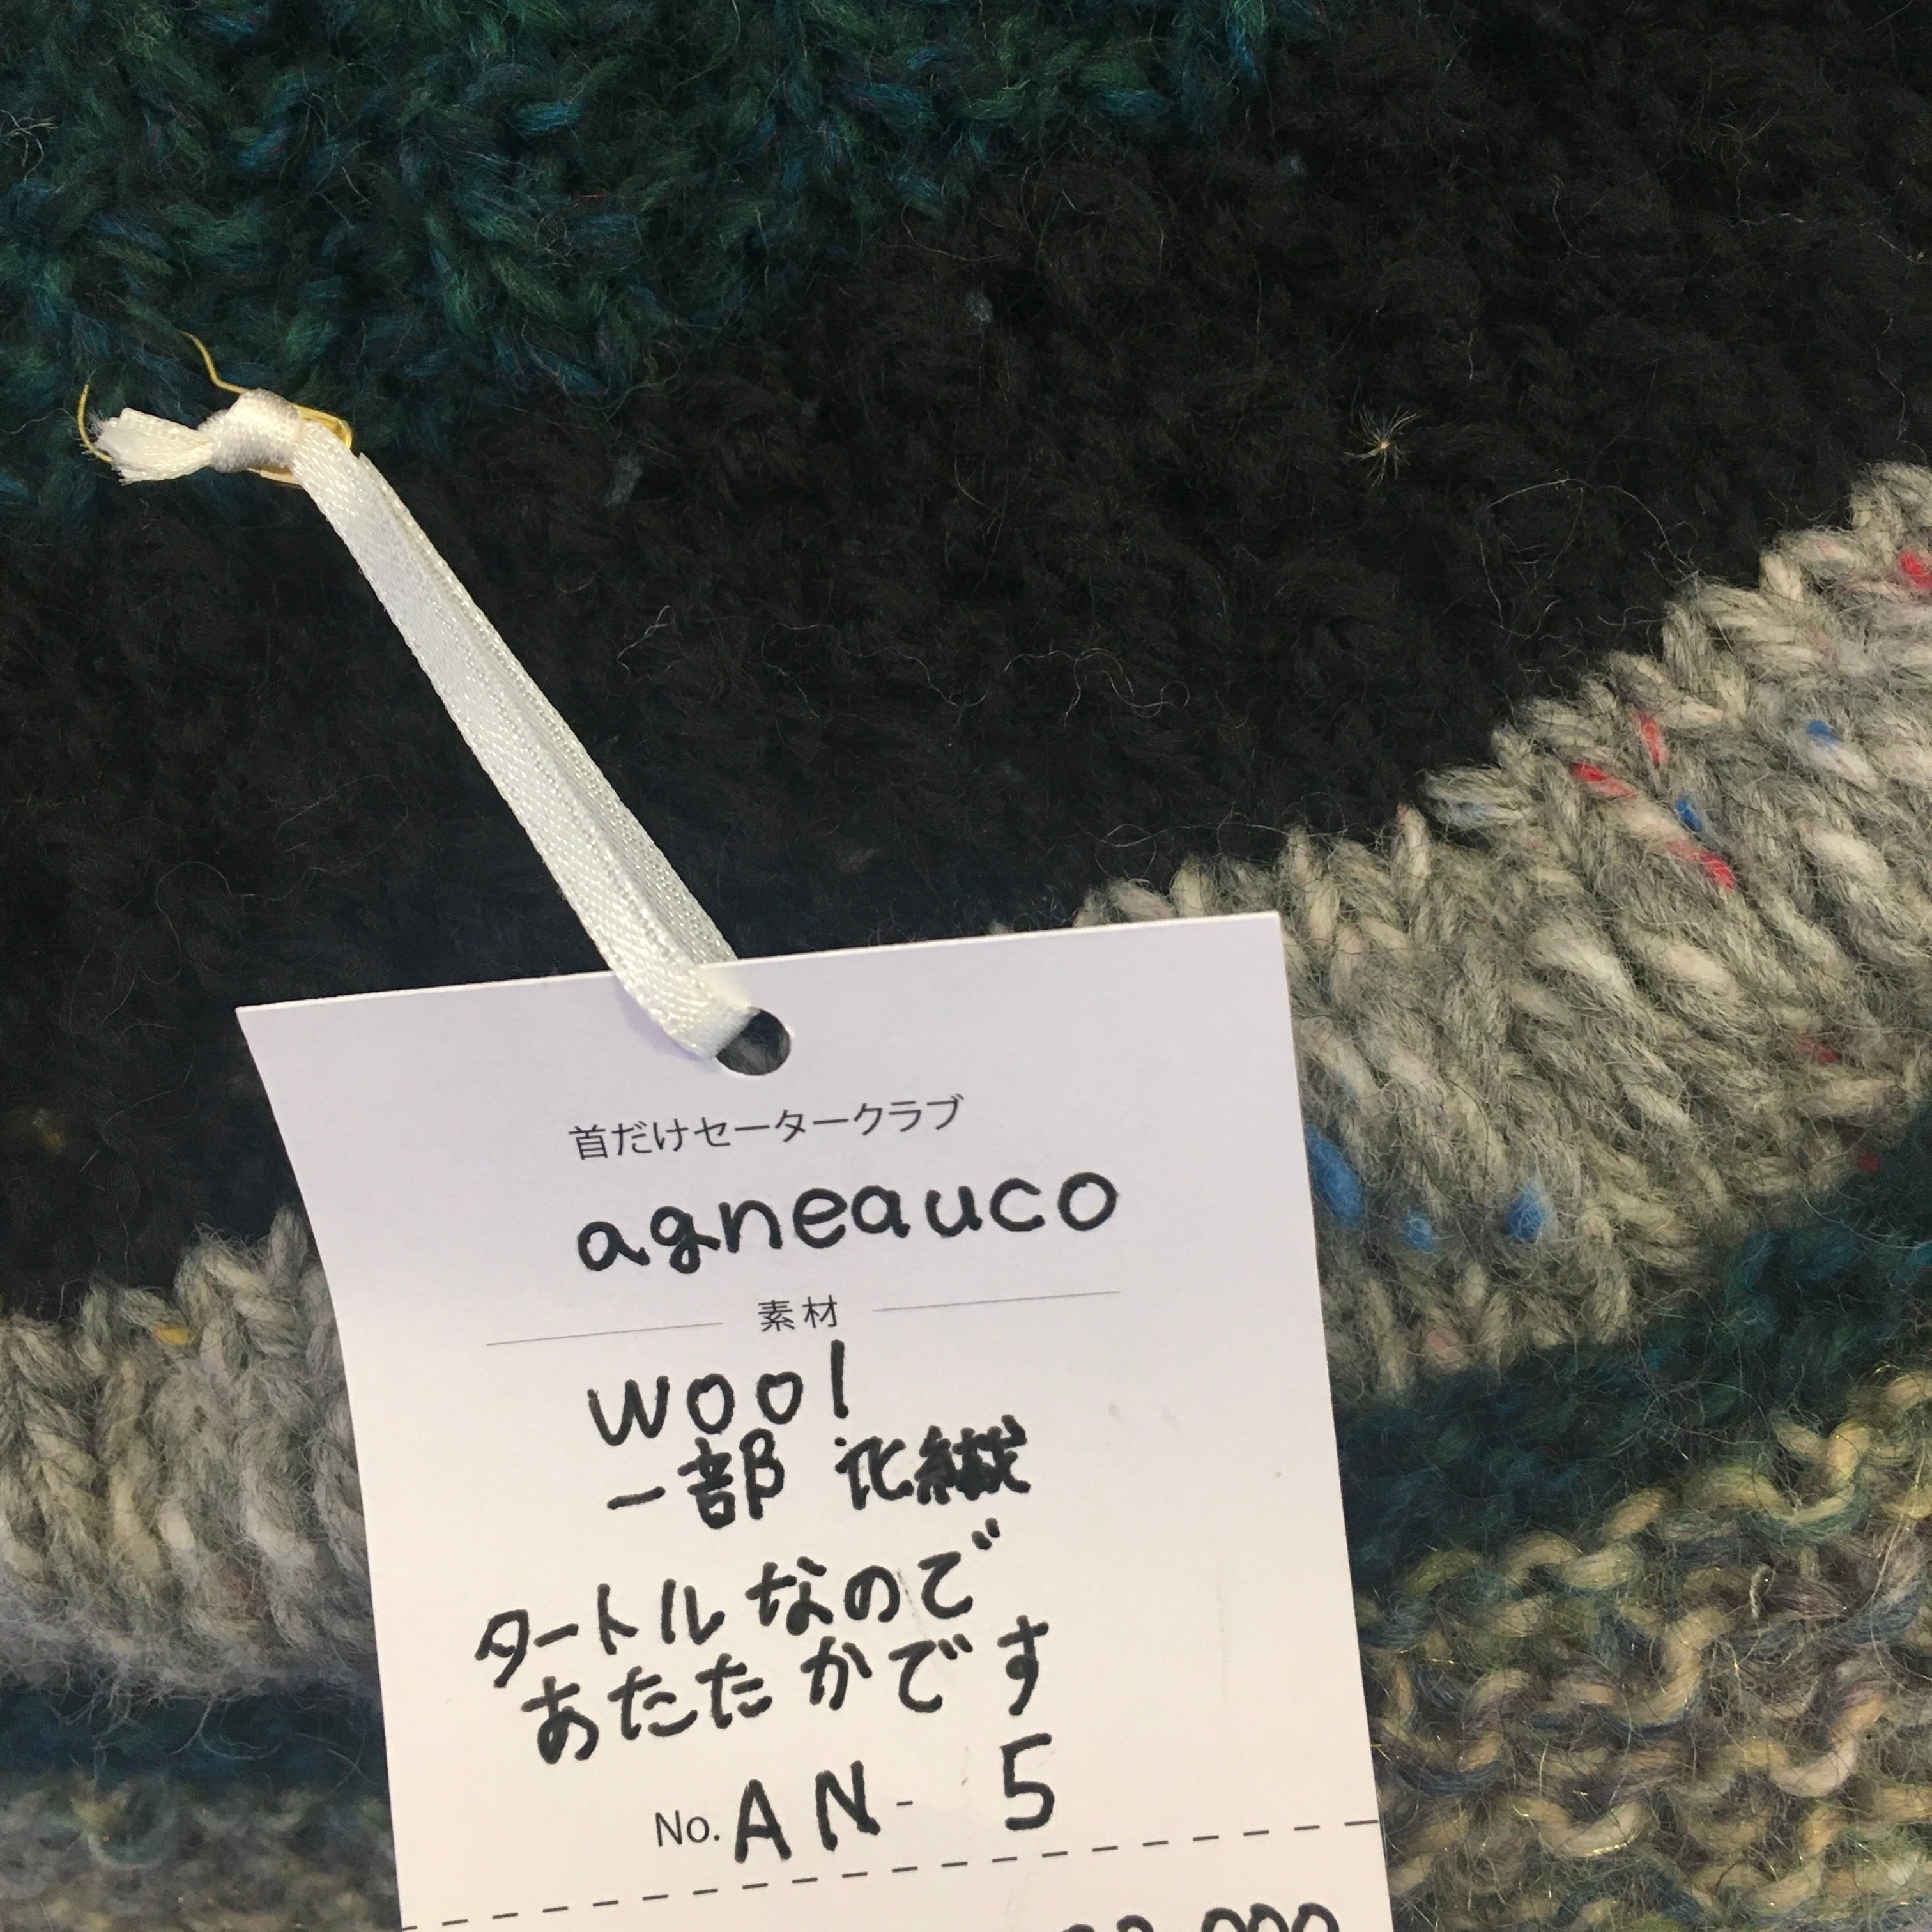 首だけセータークラブ
agneauco
素材
wool
一部 化繊
タートルなので
あたたかです
No. AN- 5